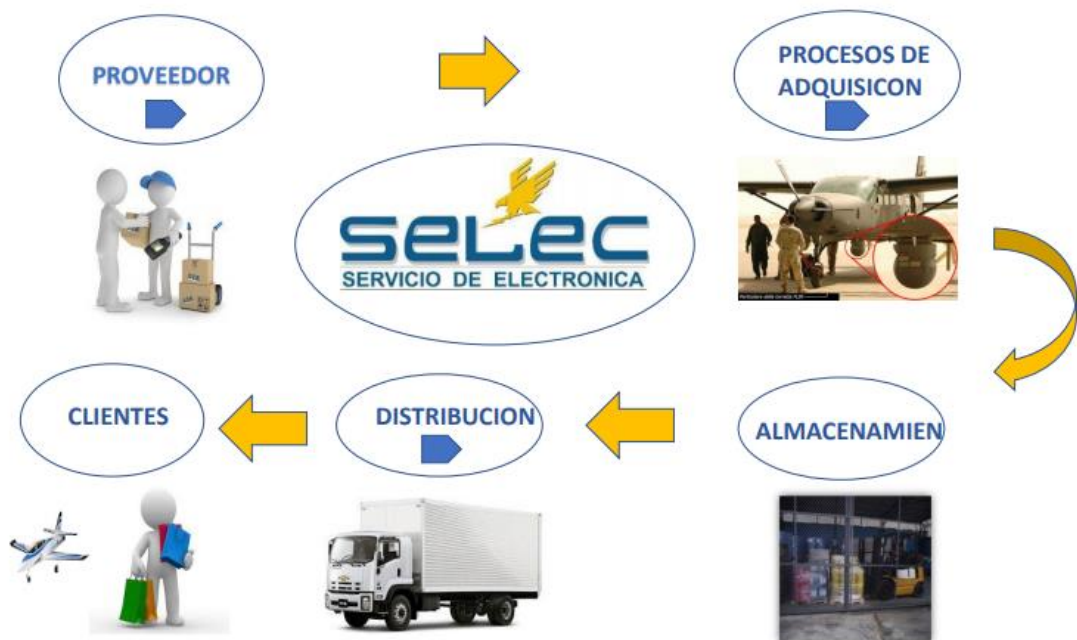 PROVEEDOR
PROCESOS DE
ADQUISICON
SELEC
SERVICIO DE ELECTRONICA
CLIENTES
DISTRIBUCION
ALMACENAMIEN